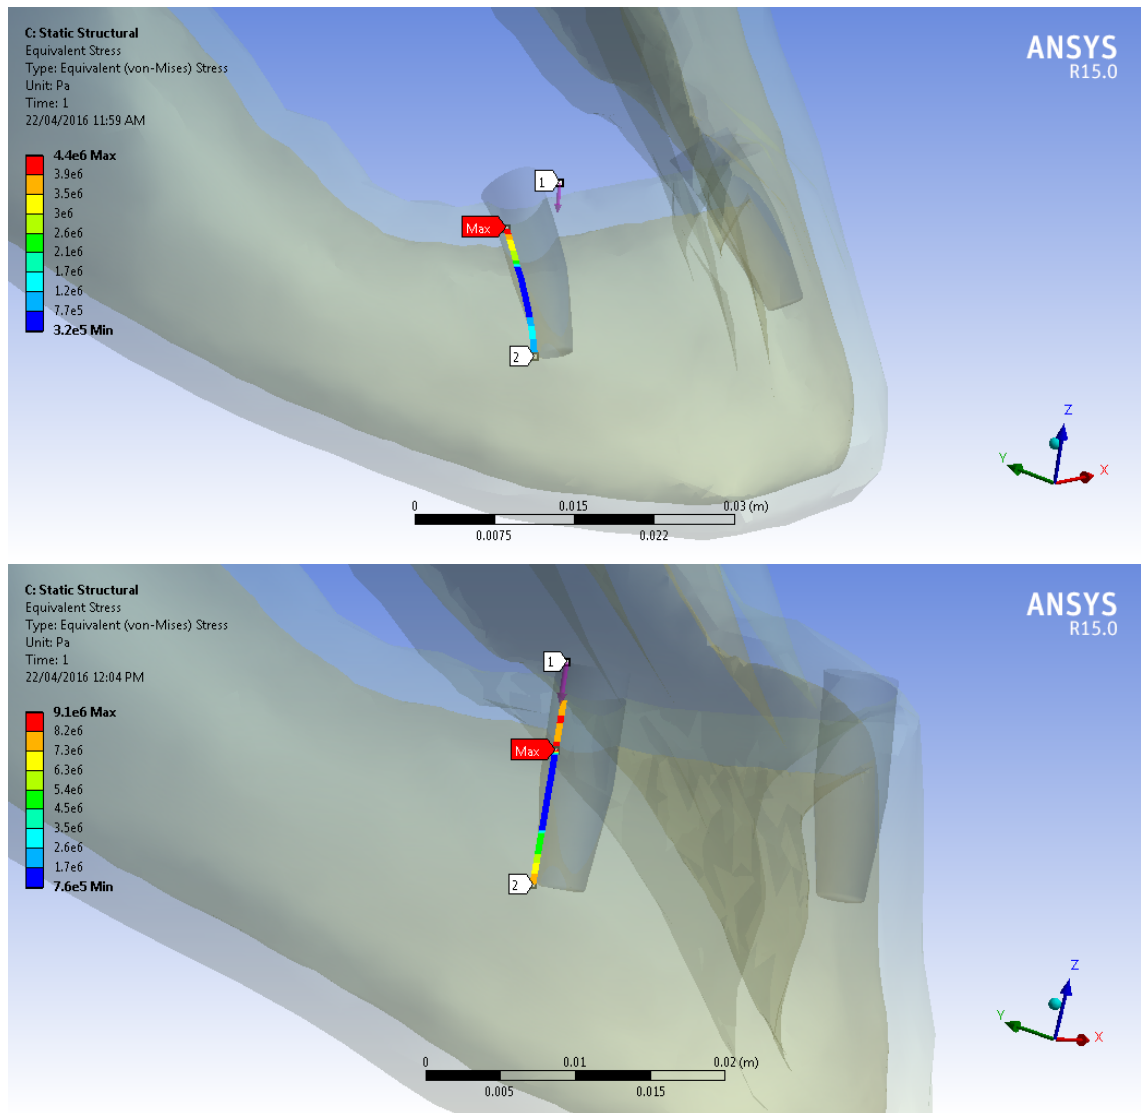 C: Static Structural
Equivalent Stress
Type: Equivalent (von-Mises) Stress
Unit: Pa
Time: 1
22/04/2016 11:59 AM
ANSYS
R15.0
4.4e6 Max
3.9e6
3.5e6
3e6
2.6e6
2.1e6
1.7e6
1.2e6
7.7e5
3.2e5 Min
1
Max
2
Z
Y
X
0
0.015
0.03 (m)
0.0075
0.022
C: Static Structural
Equivalent Stress
Type: Equivalent (von-Mises) Stress
Unit: Pa
Time: 1
22/04/2016 12:04 PM
ANSYS
R15.0
9.1e6 Max
8.2e6
7.3e6
6.3e6
5.4e6
4.5e6
3.5e6
2.6e6
1.7e6
7.6e5 Min
1
Max
2
Z
Y
X
0
0.01
0.02 (m)
0.005
0.015